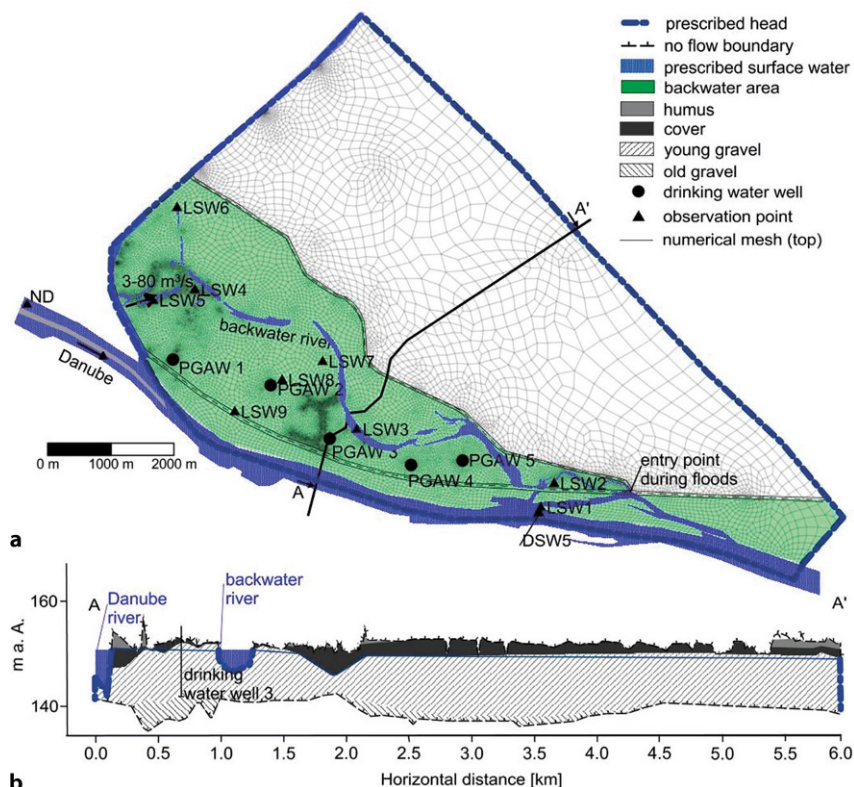 prescribed head
no flow boundary
prescribed surface water
backwater area
humus
cover
young gravel
old gravel
drinking water well
observation point
numerical mesh (top)
A'
LSW6
3-80 m³/s
LSW4
LSW5
ND
backwater river
Danube
PGAW 1
LSW7
LSW8
PGAW 2
LSW9
LSW3
PGAW 3
PGAW 5
PGAW 4
0 m 1000 m 2000 m
A
entry point
during floods
LSW2
LSW1
DSW5
a
backwater
river
A
Danube
river
A'
160
m a. A.
140
drinking
water well 3
0.0 0.5 1.0 1.5 2.0 2.5 3.0 3.5 4.0 4.5 5.0 5.5 6.0
Horizontal distance [km]
b